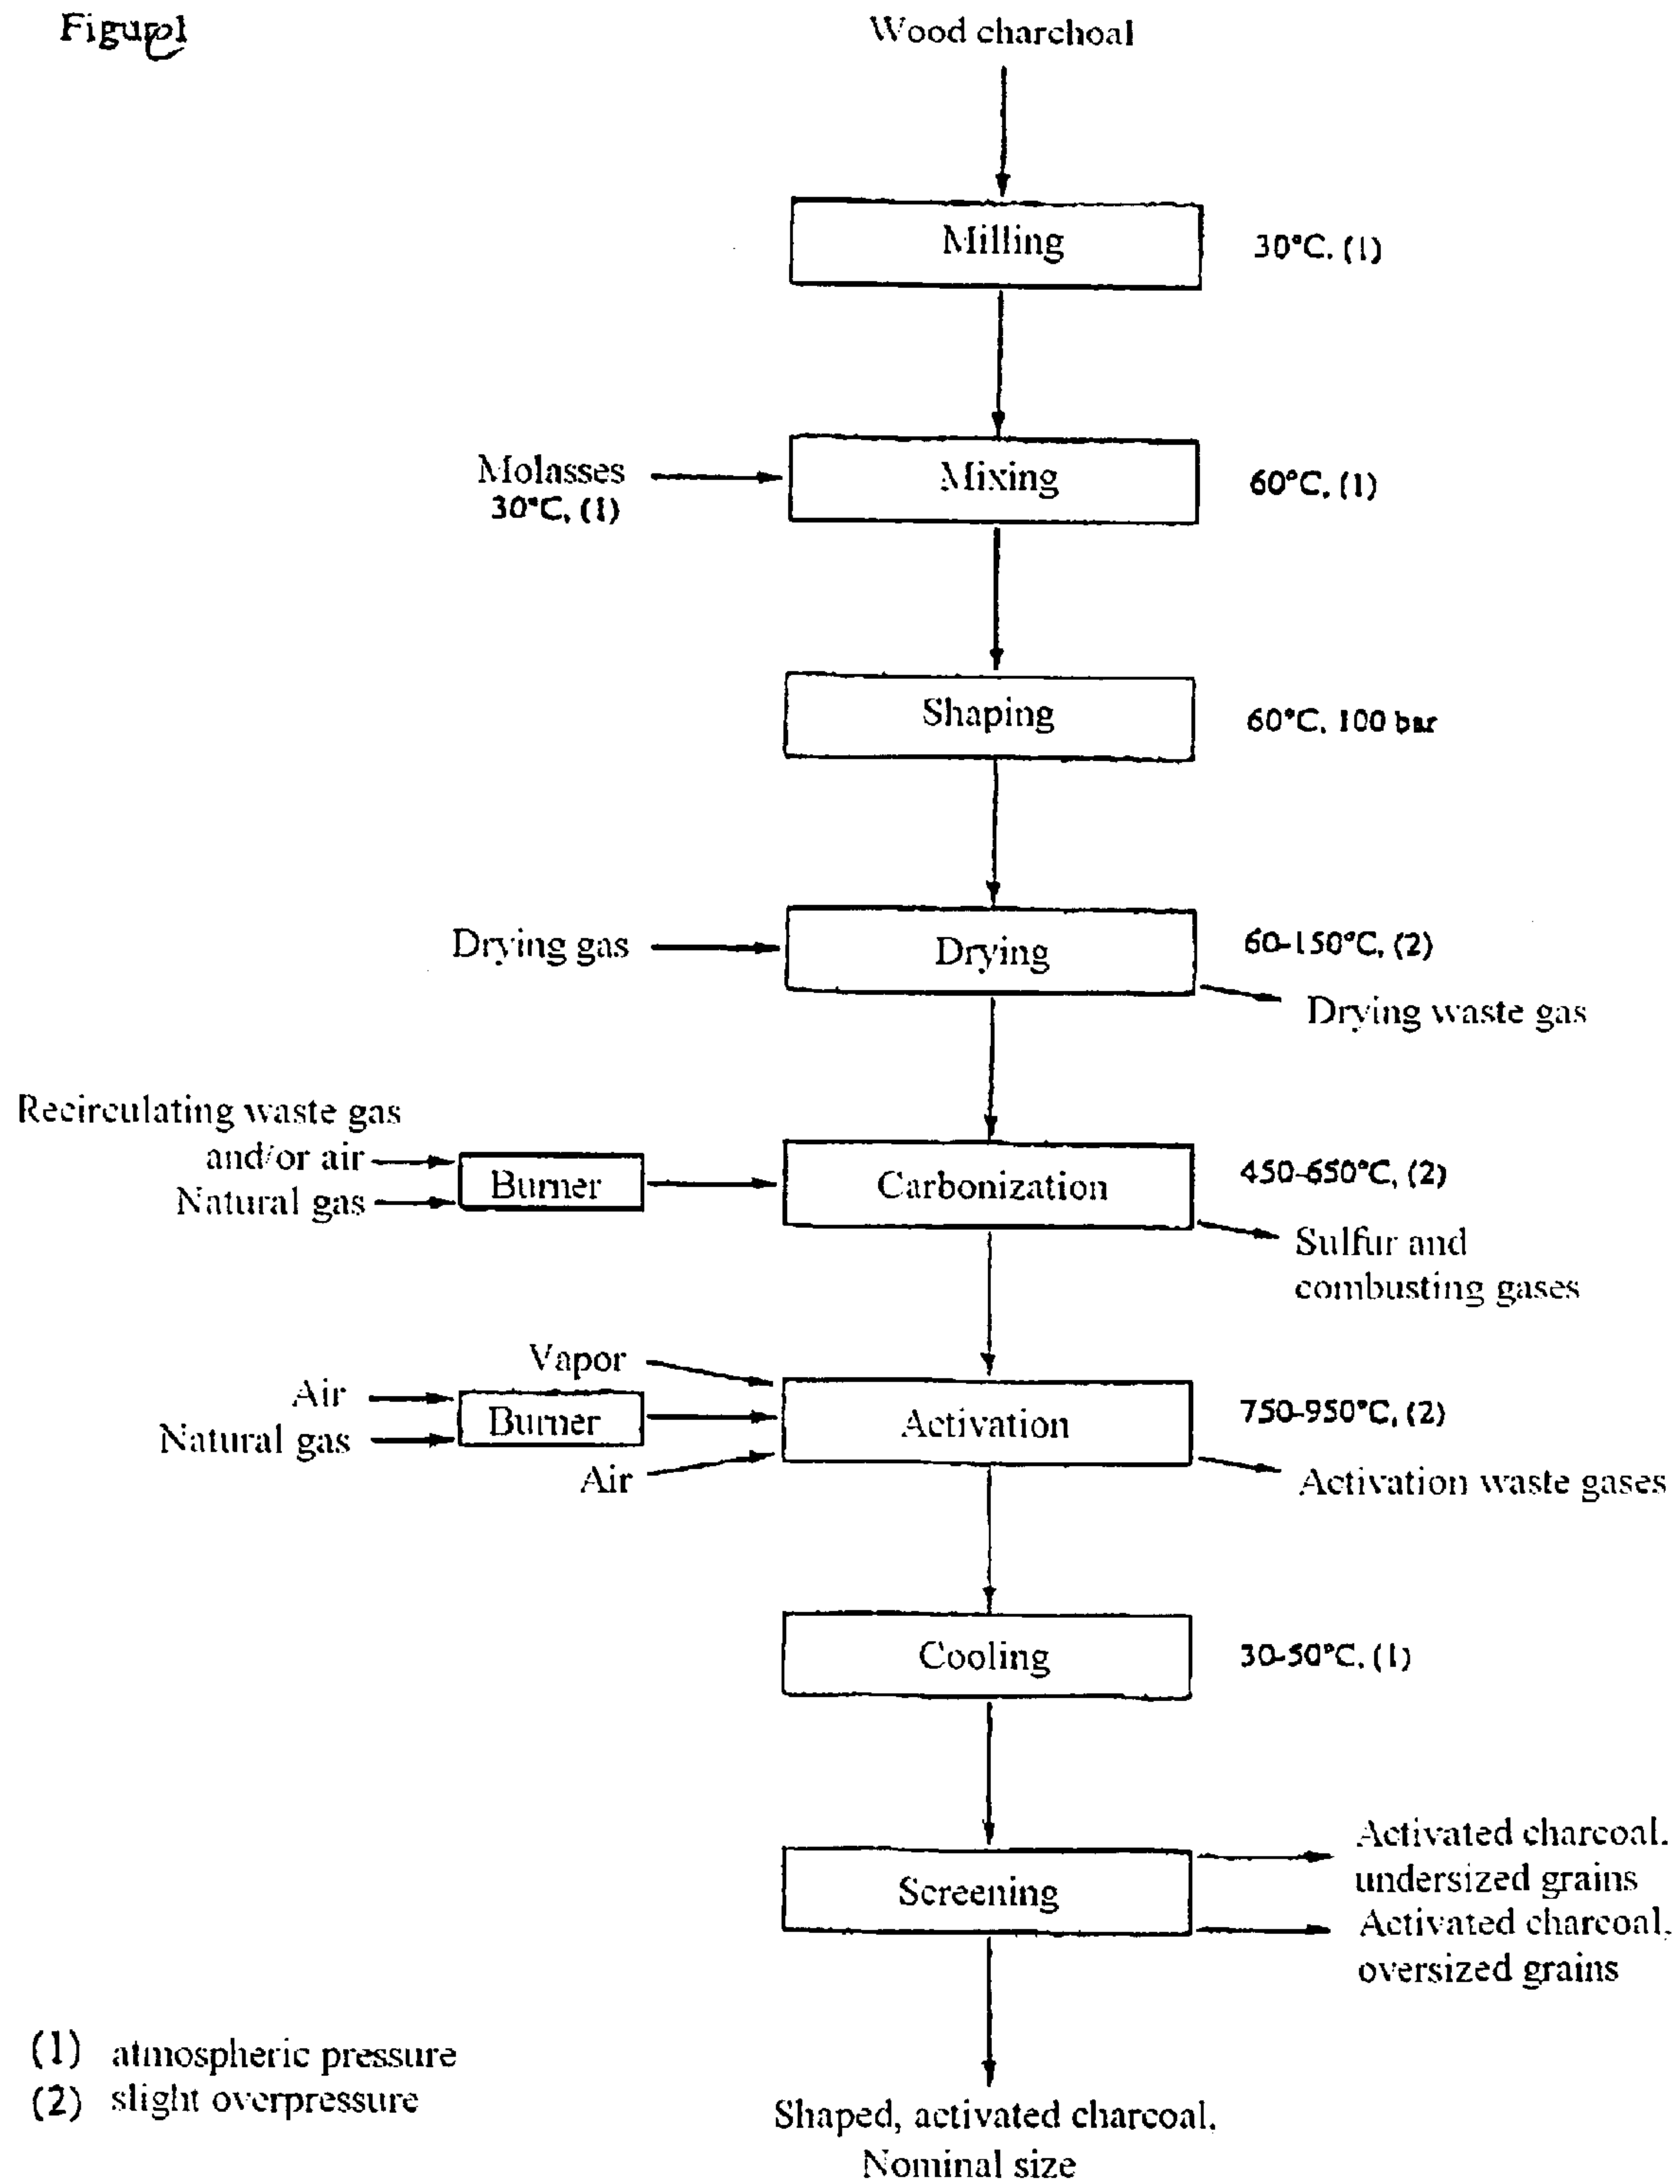 Figure1
Wood charchoal
Milling
30°C, (1)
Molasses
30°C, (1)
Mixing
60°C, (1)
Shaping
60°C, 100 bar
Drying gas
Drying
60-150°C, (2)
Drying waste gas
Recirculating waste gas
and/or air
Natural gas
Burner
Carbonization
450-650°C, (2)
Sulfur and
combusting gases
Vapor
Air
Natural gas
Burner
Air
Activation
750-950°C, (2)
Activation waste gases
Cooling
30-50°C, (1)
Screening
Activated charcoal,
undersized grains
Activated charcoal,
oversized grains
(1) atmospheric pressure
(2) slight overpressure
Shaped, activated charcoal,
Nominal size